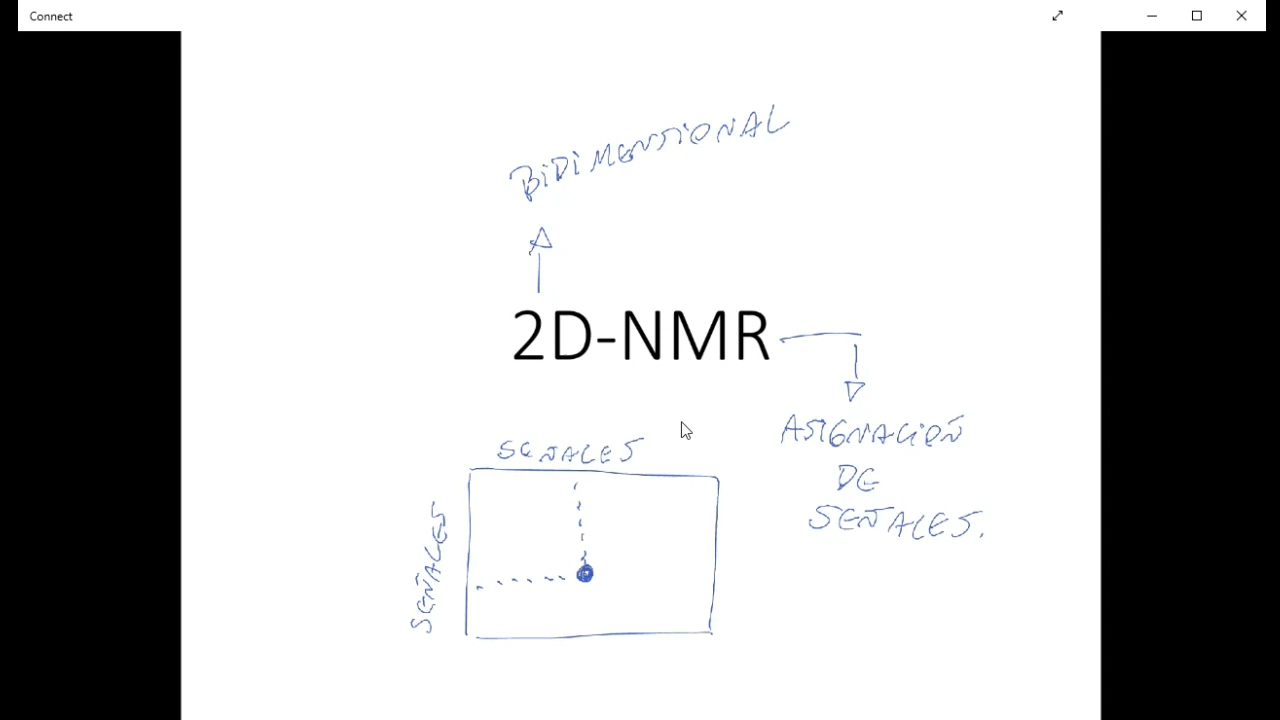 Connect
BIDIMENSIONAL
2D-NMR
ASIGNACIÓN
DE
SEÑALES.
SEÑALES
SEÑALES